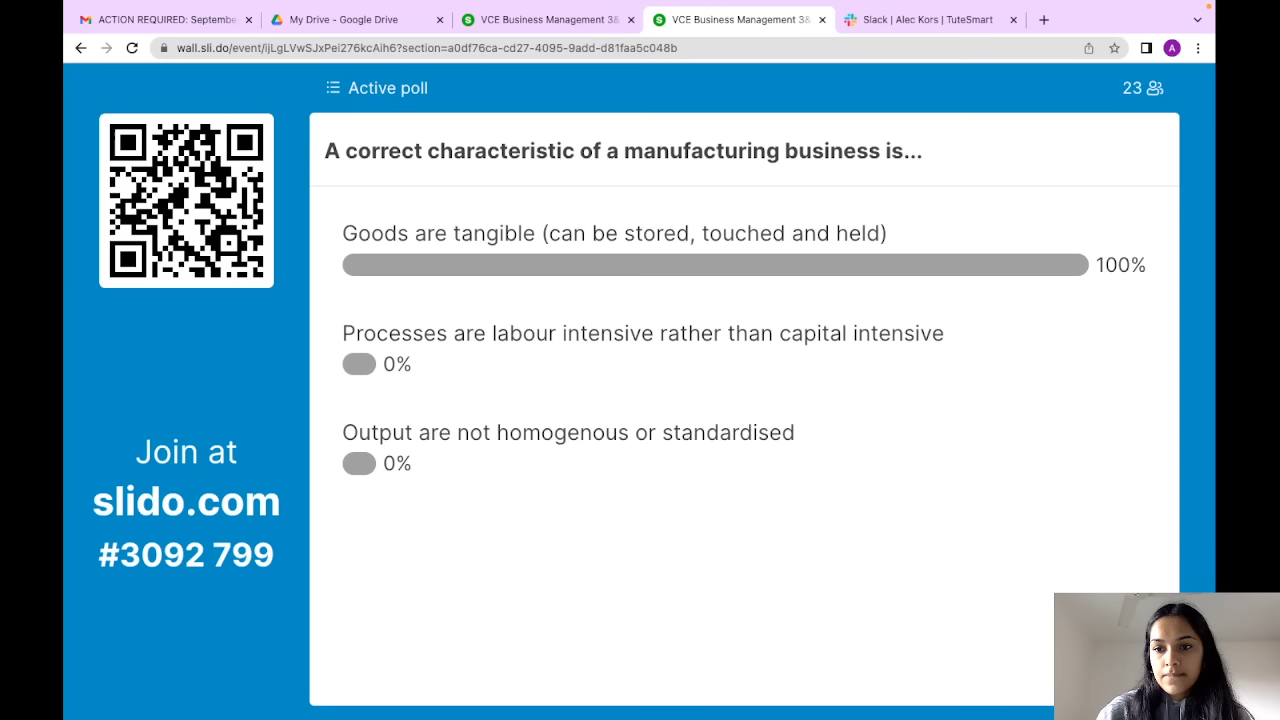 ACTION REQUIRED: Septembe
My Drive - Google Drive
VCE Business Management 3&
VCE Business Management 3&
Slack | Alec Kors | TuteSmart
wall.sli.do/event/ijLgLVwSJxPei276kcAih6?section=a0df76ca-cd27-4095-9add-d81faa5c048b
A
Active poll
23
A correct characteristic of a manufacturing business is...
Goods are tangible (can be stored, touched and held)
100%
Processes are labour intensive rather than capital intensive
0%
Output are not homogenous or standardised
0%
Join at
slido.com
#3092 799